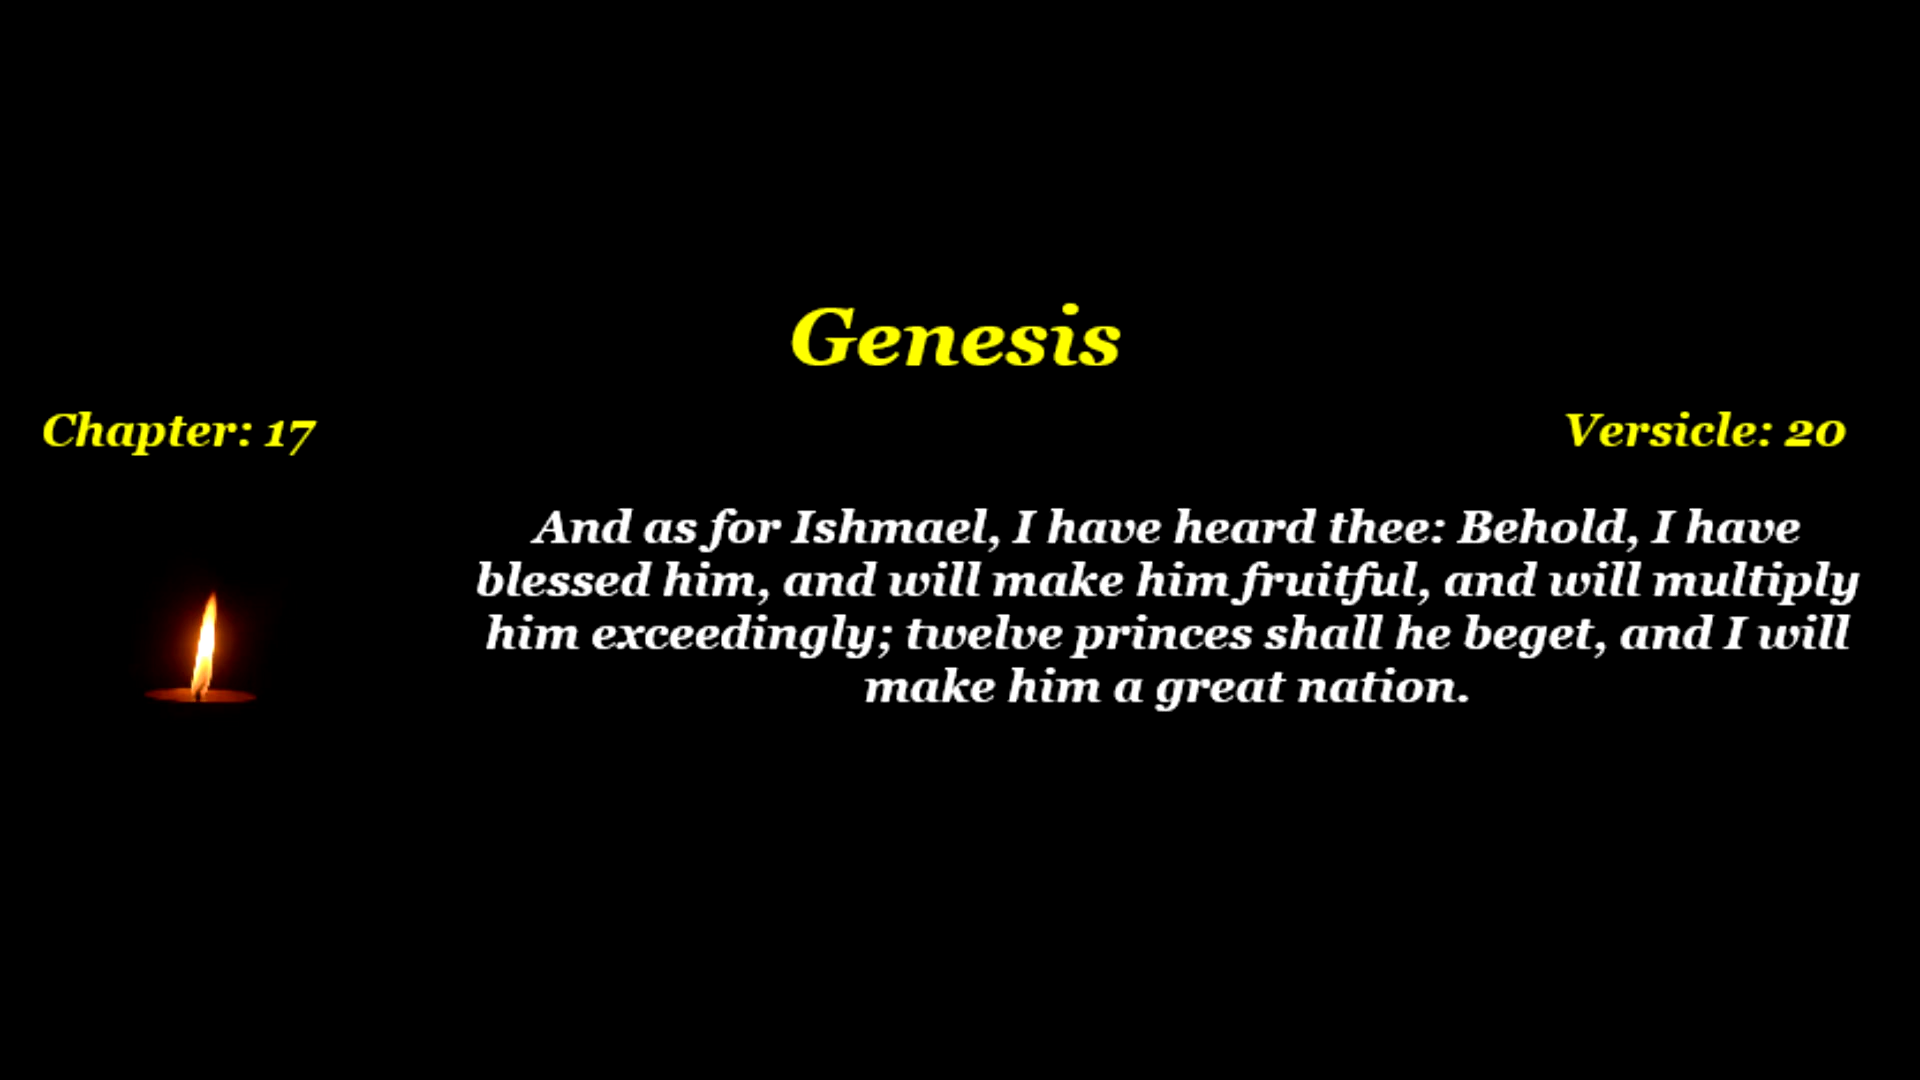 Genesis
Chapter: 17
Versicle: 20
And as for Ishmael, I have heard thee: Behold, I have
blessed him, and will make him fruitful, and will multiply
him exceedingly; twelve princes shall he beget, and I will
make him a great nation.